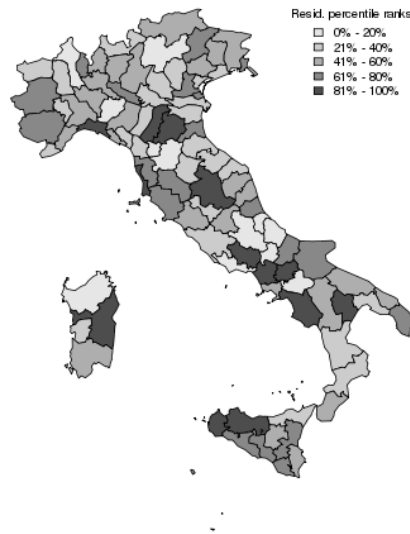 Resid. percentile ranks
0% - 20%
21% - 40%
41% - 60%
61% - 80%
81% - 100%